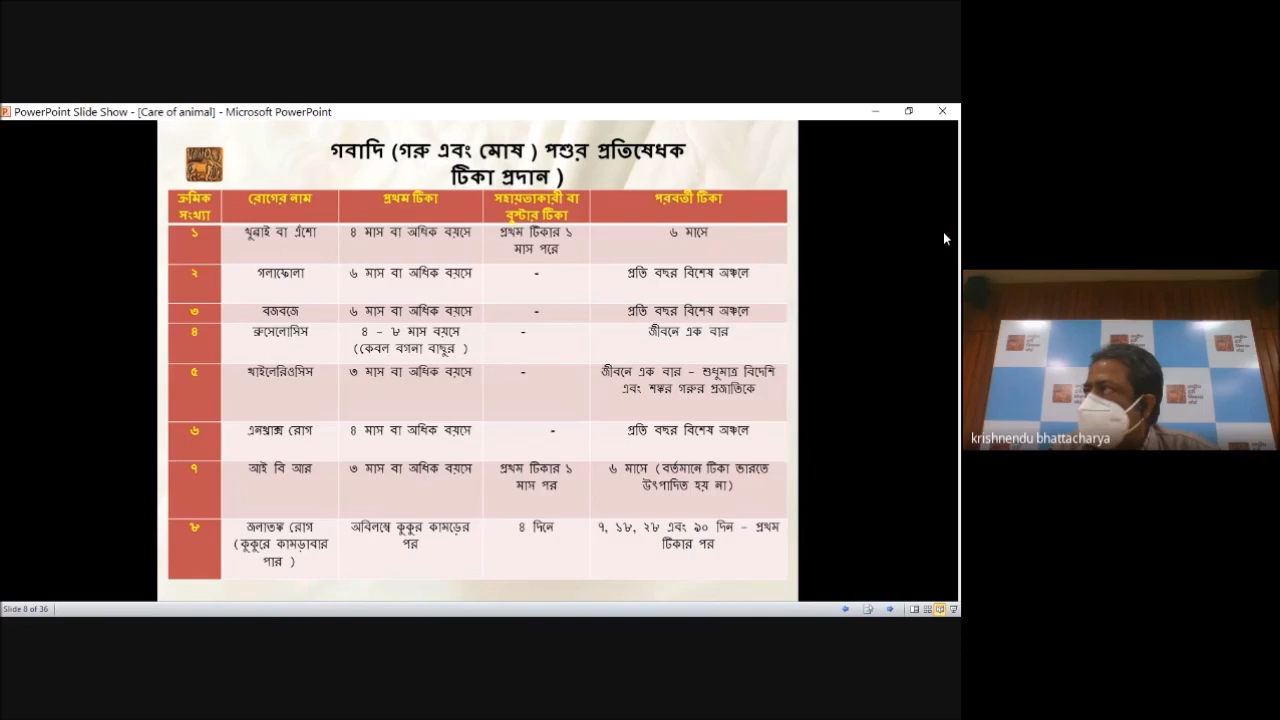 PowerPoint Slide Show - [Care of animal] - Microsoft PowerPoint
গবাদি (গরু এবং মোষ ) পশুর প্রতিষেধক
টিকা প্রদান )
ক্রমিক সংখ্যা রোগের নাম প্রথম টিকা সহায়তাকারী বা বুস্টার টিকা পরবর্তী টিকা
১ খুরাই বা এঁশো ৪ মাস বা অধিক বয়সে প্রথম টিকার ১ মাস পরে ৬ মাসে
২ গলাফোলা ৬ মাস বা অধিক বয়সে - প্রতি বছর বিশেষ অঞ্চলে
৩ বজবজে ৬ মাস বা অধিক বয়সে - প্রতি বছর বিশেষ অঞ্চলে
৪ ব্রুসেলোসিস ৪ – ৮ মাস বয়সে ((কেবল বগনা বাছুর ) - জীবনে এক বার
৫ থাইলেরিওসিস ৩ মাস বা অধিক বয়সে - জীবনে এক বার – শুধুমাত্র বিদেশি এবং শঙ্কর গরুর প্রজাতিকে
৬ এনথ্রাক্স রোগ ৪ মাস বা অধিক বয়সে - প্রতি বছর বিশেষ অঞ্চলে
৭ আই বি আর ৩ মাস বা অধিক বয়সে প্রথম টিকার ১ মাস পর ৬ মাসে (বর্তমানে টিকা ভারতে উৎপাদিত হয় না)
৮ জলাতঙ্ক রোগ (কুকুরে কামড়াবার পার ) অবিলম্বে কুকুর কামড়ের পর ৪ দিনে ৭, ১৮, ২৮ এবং ৯০ দিন – প্রথম টিকার পর
Slide 8 of 36
krishnendu bhattacharya